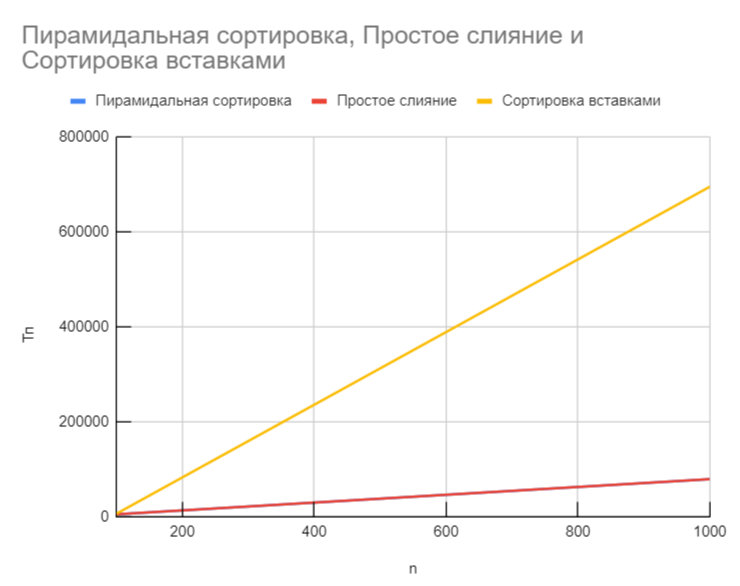 Пирамидальная сортировка, Простое слияние и
Сортировка вставками
Пирамидальная сортировка Простое слияние Сортировка вставками
800000
600000
400000
200000
0
Tn
200 400 600 800 1000
n